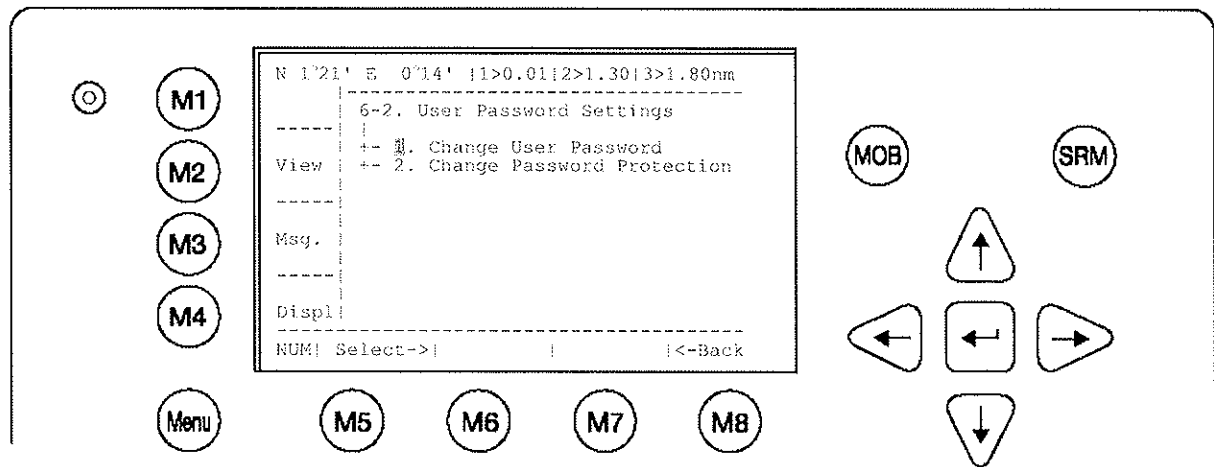 N 1°21' E 0°14' |1>0.01|2>1.30|3>1.80nm
6-2. User Password Settings
+- 1. Change User Password
View | +- 2. Change Password Protection
Msg.
Displ
NUM| Select->| | |<-Back
M1
M2
M3
M4
Menu
M5
M6
M7
M8
MOB
SRM